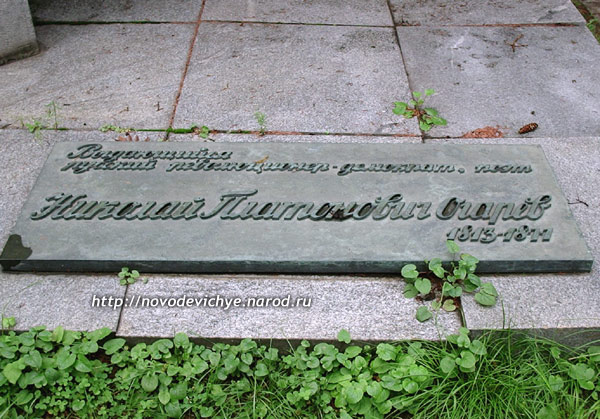 Выдающийся
русский революционер-демократ, поэт
Николай Платонович Огарёв
1813-1877
http://novodevichye.narod.ru